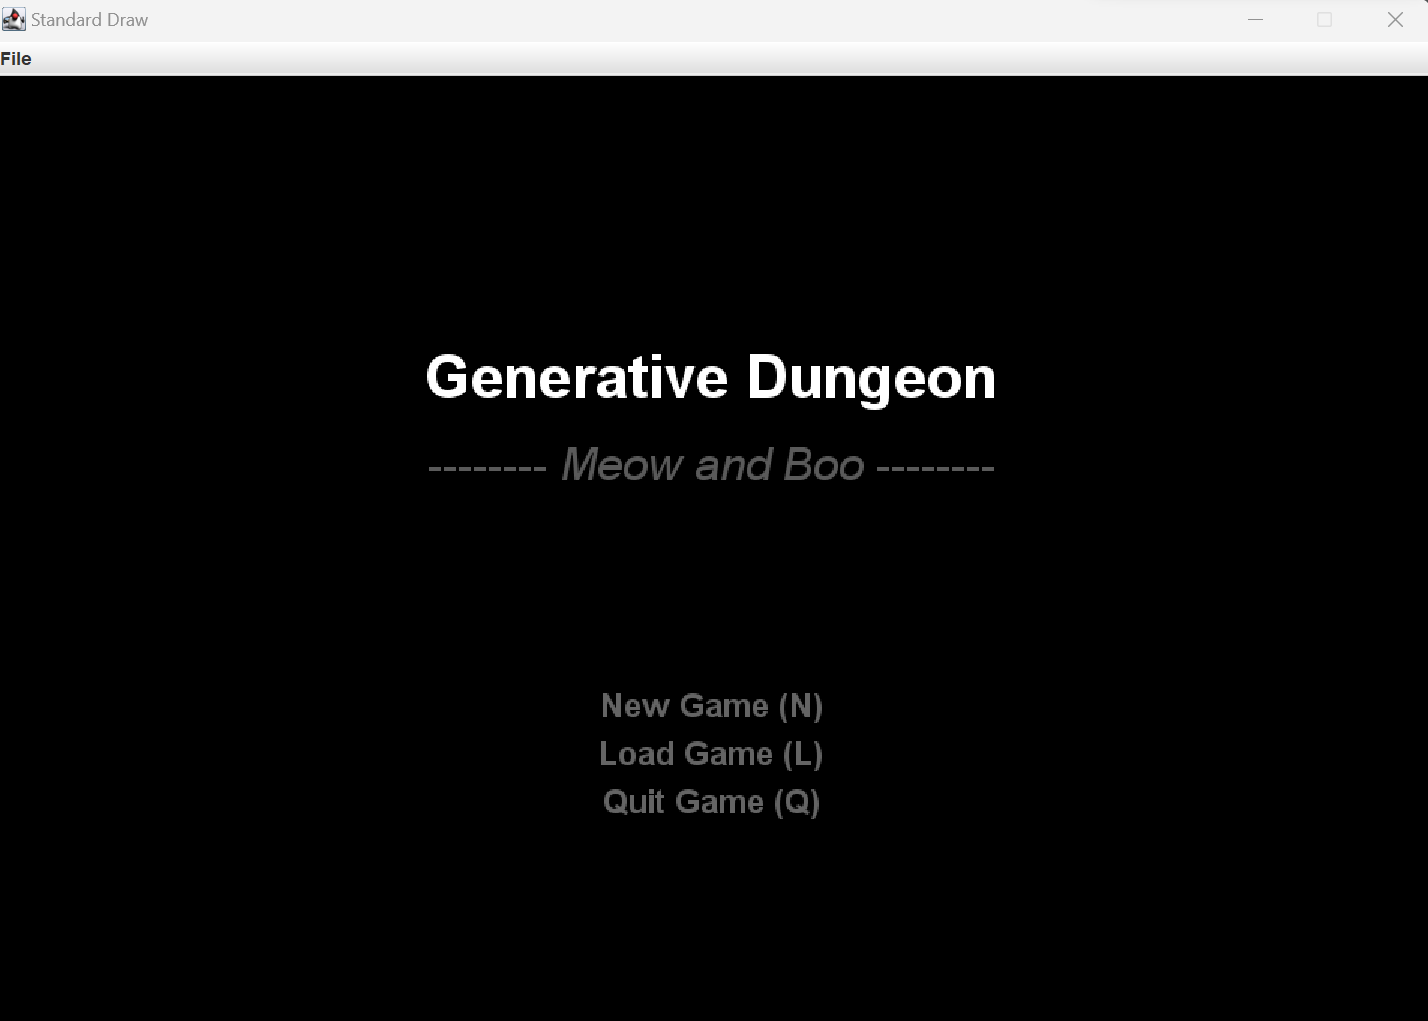 Standard Draw
File
Generative Dungeon
-------- Meow and Boo --------
New Game (N)
Load Game (L)
Quit Game (Q)